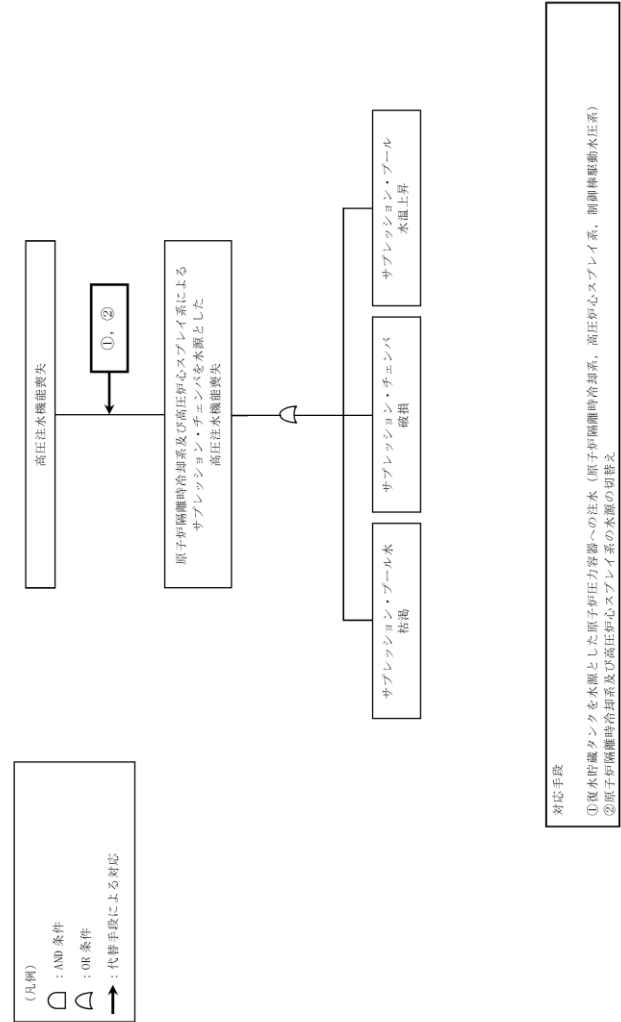 (凡例)
:AND 条件
:OR 条件
:代替手段による対応
高圧注水機能喪失
①,②
原子炉隔離時冷却系及び高圧炉心スプレイ系による
サプレッション・チェンバを水源とした
高圧注水機能喪失
サプレッション・プール水
枯渇
サプレッション・チェンバ
破損
サプレッション・プール
水温上昇
対応手段
①復水貯蔵タンクを水源とした原子炉圧力容器への注水(原子炉隔離時冷却系,高圧炉心スプレイ系,制御棒駆動水圧系)
②原子炉隔離時冷却系及び高圧炉心スプレイ系の水源の切替え